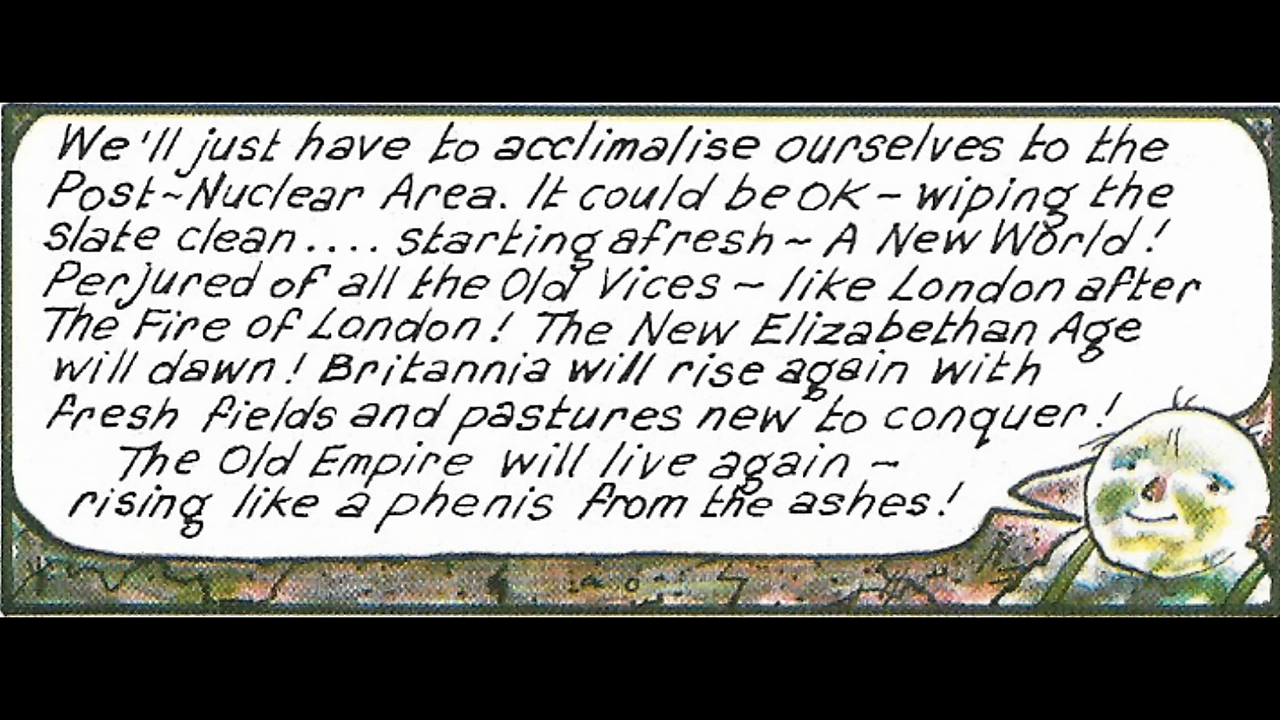 We'll just have to acclimalise ourselves to the
Post~Nuclear Area. It could be OK ~ wiping the
slate clean.... starting afresh ~ A New World!
Perjured of all the Old Vices ~ like London after
The Fire of London! The New Elizabethan Age
will dawn! Britannia will rise again with
fresh fields and pastures new to conquer!
The Old Empire will live again ~
rising like a phenis from the ashes!